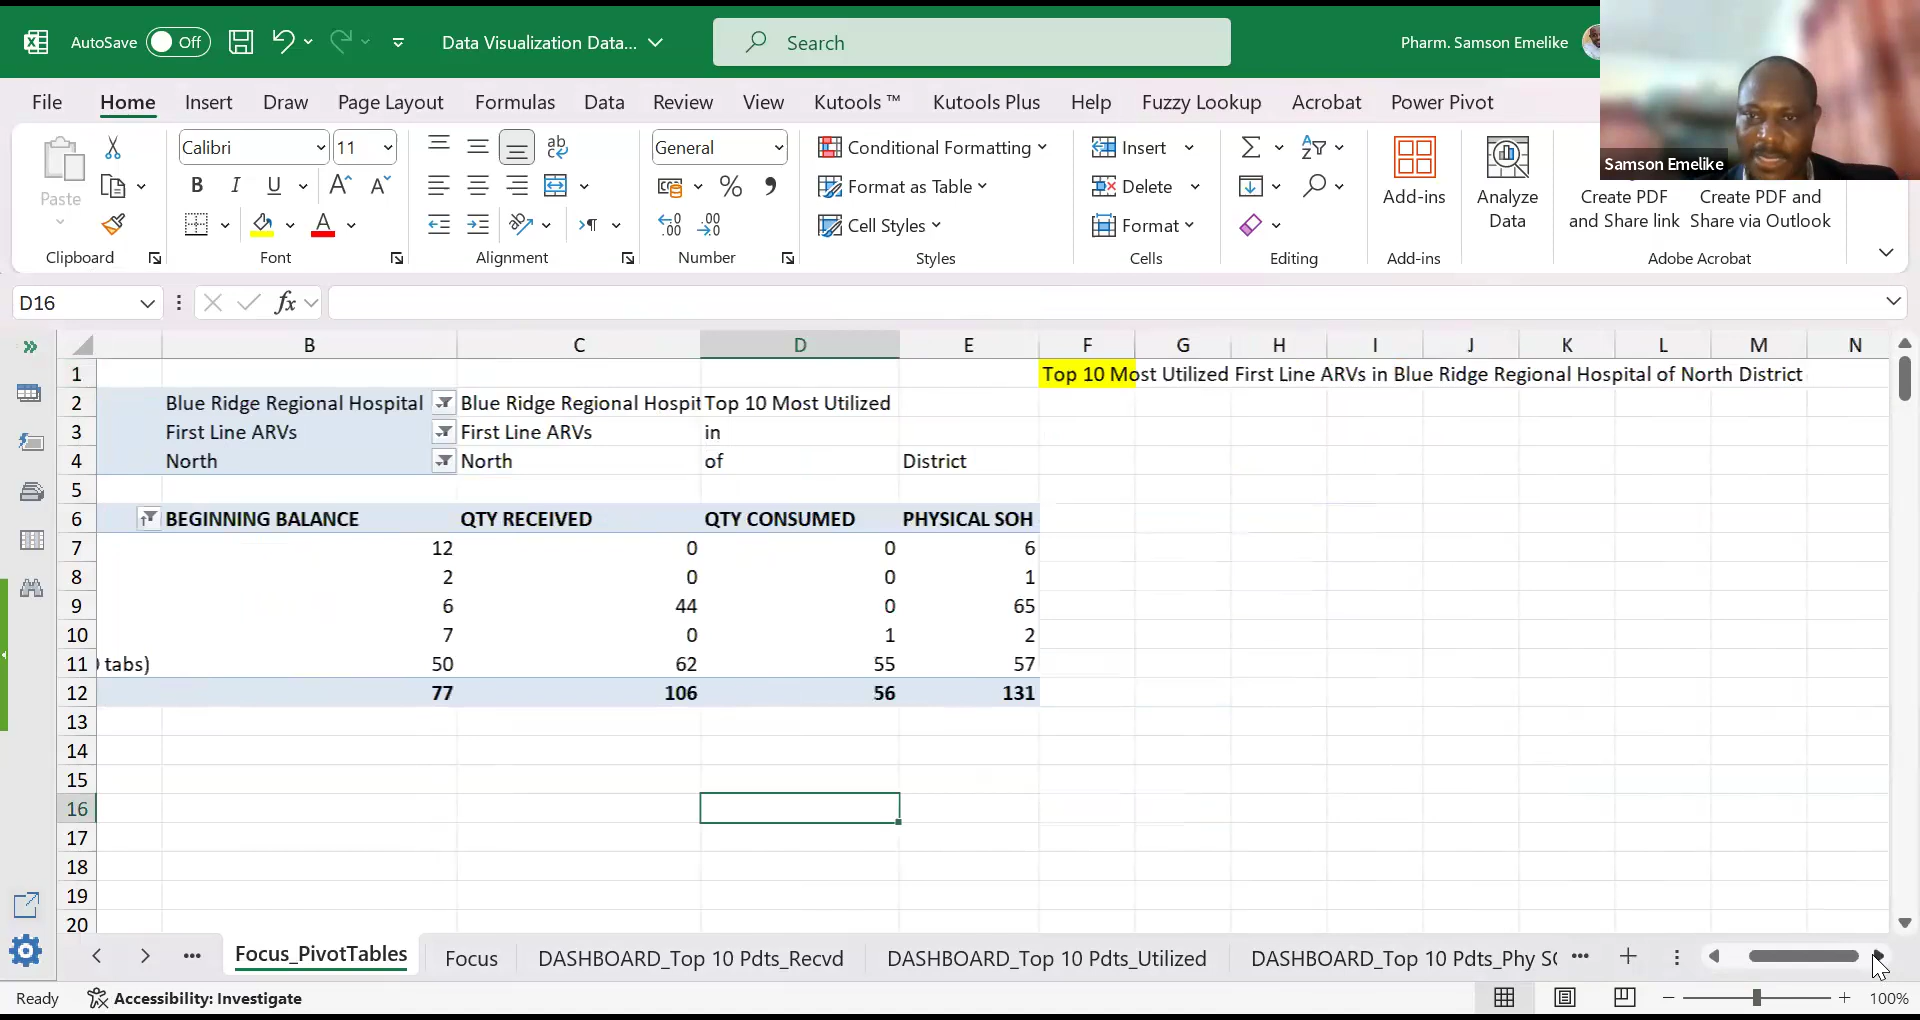 AutoSave Off Data Visualization Data... Search Pharm. Samson Emelike
File Home Insert Draw Page Layout Formulas Data Review View Kutools ™ Kutools Plus Help Fuzzy Lookup Acrobat Power Pivot
Samson Emelike
Paste
Calibri 11
B I U A A
A
ab
General
% 9
.00
Conditional Formatting
Format as Table
Cell Styles
Insert
Delete
Format
Add-ins
Analyze
Data
Create PDF
and Share link
Create PDF and
Share via Outlook
Clipboard Font Alignment Number Styles Cells Editing Add-ins Adobe Acrobat
D16 fx
B C D E F G H I J K L M N
1 Top 10 Most Utilized First Line ARVs in Blue Ridge Regional Hospital of North District
2 Blue Ridge Regional Hospital Blue Ridge Regional Hospit Top 10 Most Utilized
3 First Line ARVs First Line ARVs in
4 North North of District
5
6 BEGINNING BALANCE QTY RECEIVED QTY CONSUMED PHYSICAL SOH
7 12 0 0 6
8 2 0 0 1
9 6 44 0 65
10 7 0 1 2
11 ) tabs) 50 62 55 57
12 77 106 56 131
13
14
15
16
17
18
19
20
Focus_PivotTables Focus DASHBOARD_Top 10 Pdts_Recvd DASHBOARD_Top 10 Pdts_Utilized DASHBOARD_Top 10 Pdts_Phy SO ...
Ready Accessibility: Investigate 100%